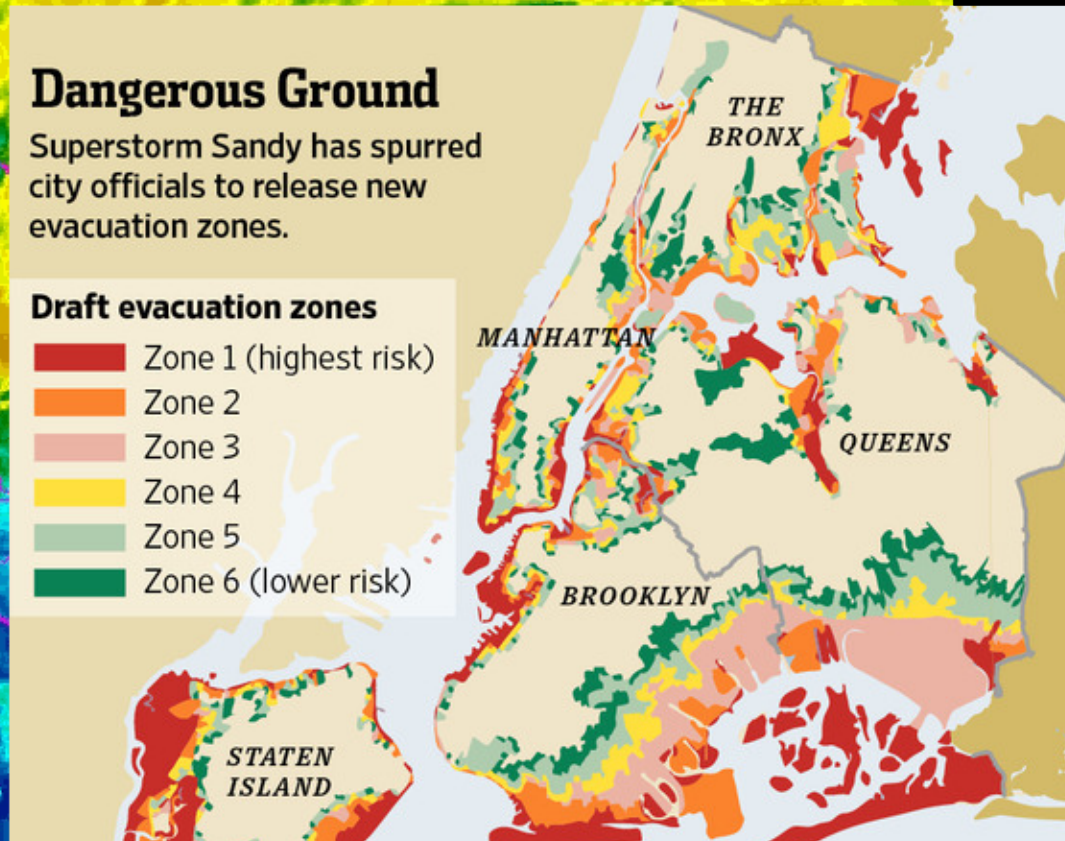 Dangerous Ground
Superstorm Sandy has spurred
city officials to release new
evacuation zones.
Draft evacuation zones
Zone 1 (highest risk)
Zone 2
Zone 3
Zone 4
Zone 5
Zone 6 (lower risk)
THE
BRONX
MANHATTAN
QUEENS
BROOKLYN
STATEN
ISLAND